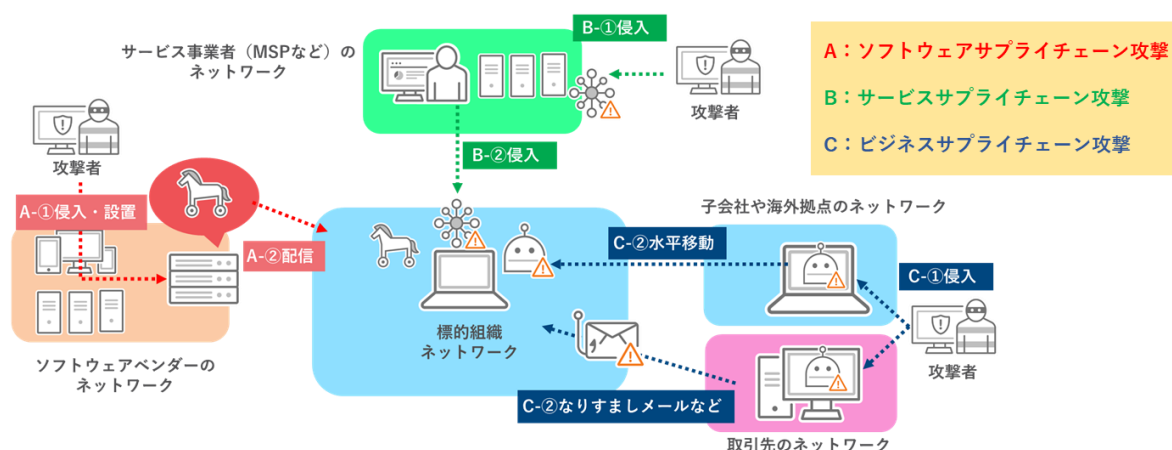 サービス事業者（MSPなど）の
ネットワーク
B-①侵入
攻撃者
A：ソフトウェアサプライチェーン攻撃
B：サービスサプライチェーン攻撃
C：ビジネスサプライチェーン攻撃
攻撃者
B-②侵入
A-①侵入・設置
A-②配信
ソフトウェアベンダーの
ネットワーク
標的組織
ネットワーク
子会社や海外拠点のネットワーク
C-②水平移動
C-①侵入
攻撃者
C-②なりすましメールなど
取引先のネットワーク